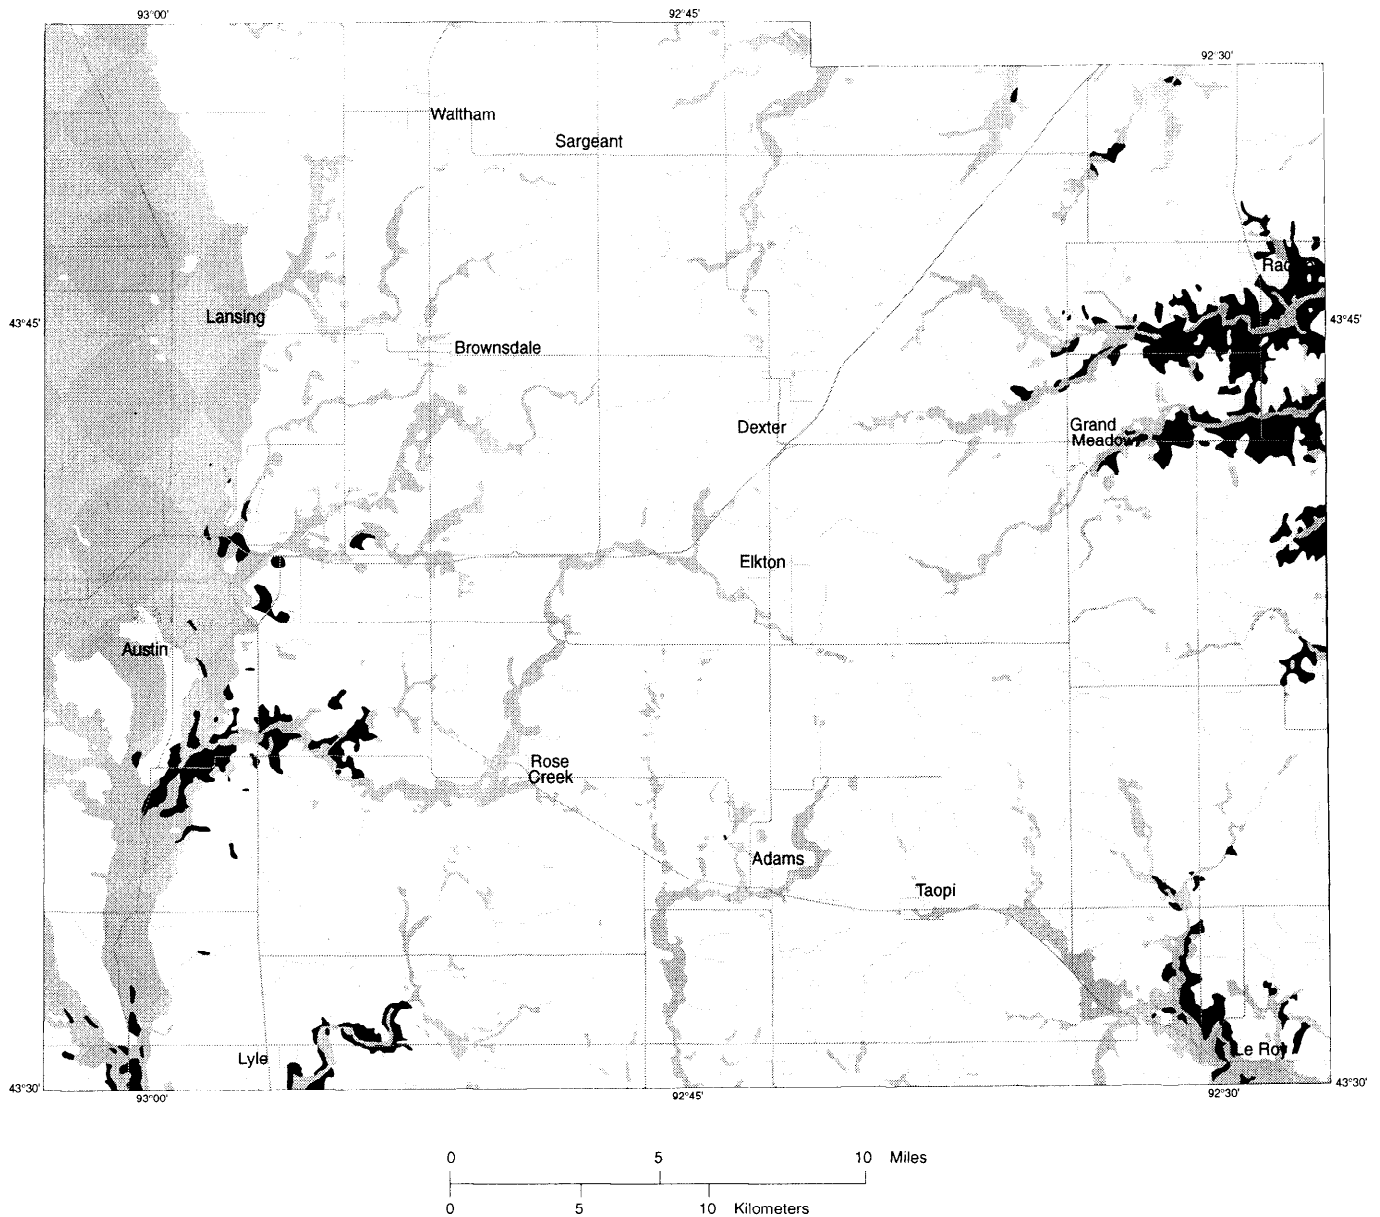 93°00'
92°45'
92°30'
Waltham
Sargeant
Lansing
43°45'
43°45'
Brownsdale
Dexter
Grand
Meadow
Elkton
Austin
Rose
Creek
Adams
Taopi
Lyle
Le Roy
43°30'
43°30'
93°00'
92°45'
92°30'
0 5 10 Miles
0 5 10 Kilometers